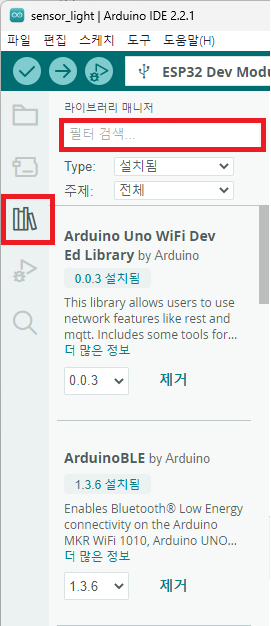 sensor_light | Arduino IDE 2.2.1
파일 편집 스케치 도구 도움말(H)
ESP32 Dev Modu
라이브러리 매니저
필터 검색...
Type: 설치됨
주제: 전체
Arduino Uno WiFi Dev
Ed Library by Arduino
0.0.3 설치됨
This library allows users to use
network features like rest and
mqtt. Includes some tools for...
더 많은 정보
0.0.3 제거
ArduinoBLE by Arduino
1.3.6 설치됨
Enables Bluetooth® Low Energy
connectivity on the Arduino
MKR WiFi 1010, Arduino UNO...
더 많은 정보
1.3.6 제거